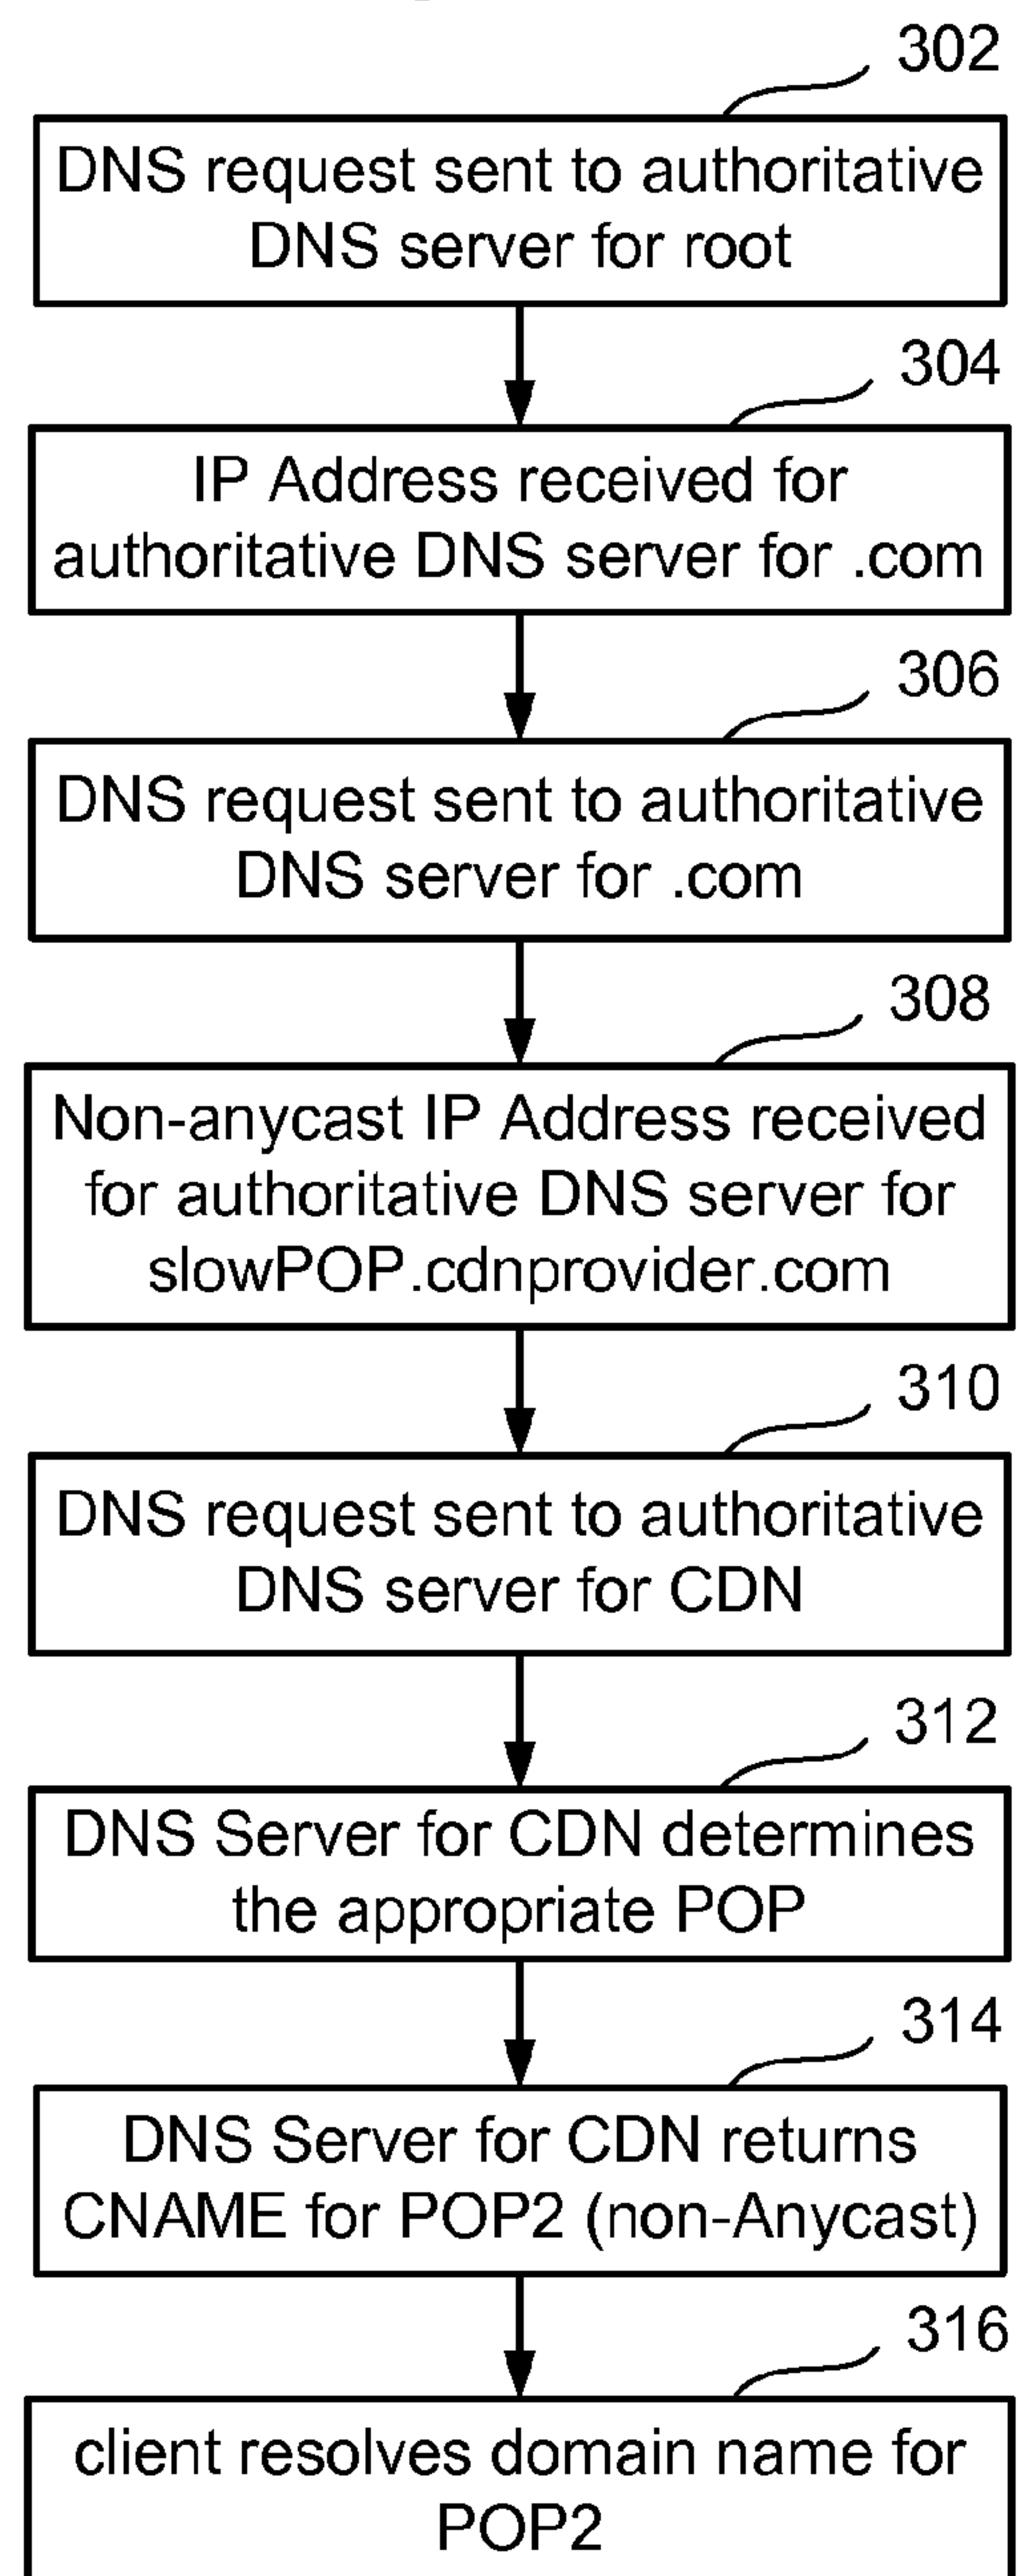 302
DNS request sent to authoritative
DNS server for root
304
IP Address received for
authoritative DNS server for .com
306
DNS request sent to authoritative
DNS server for .com
308
Non-anycast IP Address received
for authoritative DNS server for
slowPOP.cdnprovider.com
310
DNS request sent to authoritative
DNS server for CDN
312
DNS Server for CDN determines
the appropriate POP
314
DNS Server for CDN returns
CNAME for POP2 (non-Anycast)
316
client resolves domain name for
POP2